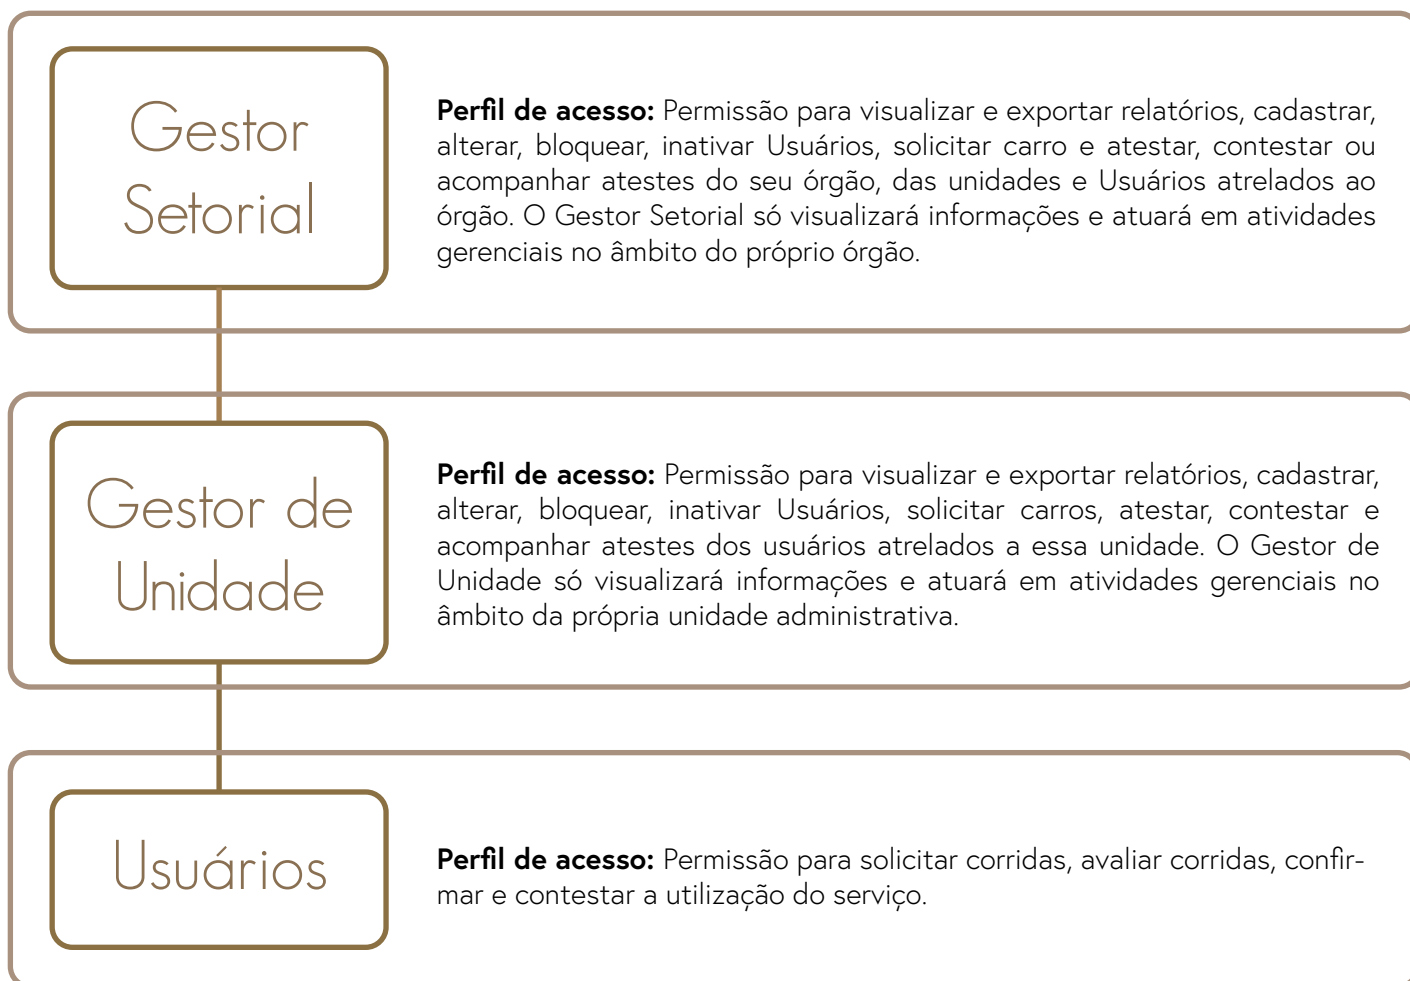 Gestor
Setorial
Perfil de acesso: Permissão para visualizar e exportar relatórios, cadastrar,
alterar, bloquear, inativar Usuários, solicitar carro e atestar, contestar ou
acompanhar atestes do seu órgão, das unidades e Usuários atrelados ao
órgão. O Gestor Setorial só visualizará informações e atuará em atividades
gerenciais no âmbito do próprio órgão.
Gestor de
Unidade
Perfil de acesso: Permissão para visualizar e exportar relatórios, cadastrar,
alterar, bloquear, inativar Usuários, solicitar carros, atestar, contestar e
acompanhar atestes dos usuários atrelados a essa unidade. O Gestor de
Unidade só visualizará informações e atuará em atividades gerenciais no
âmbito da própria unidade administrativa.
Usuários
Perfil de acesso: Permissão para solicitar corridas, avaliar corridas, confir-
mar e contestar a utilização do serviço.